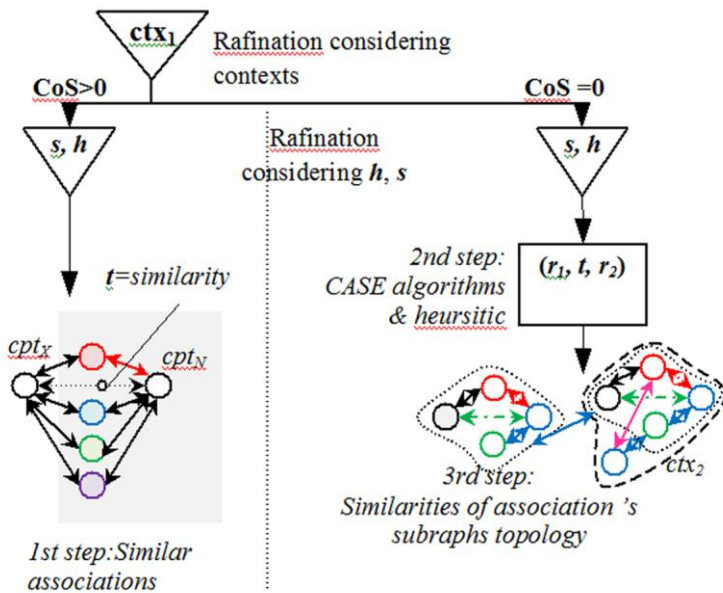 ctx1
Rafination considering
contexts
CoS>0
CoS =0
s, h
Rafination
considering h, s
s, h
t=similarity
2nd step:
CASE algorithms
& heursitic
(r1, t, r2)
cptX
cptN
ctx2
3rd step:
Similarities of association 's
subraphs topology
1st step:Similar
associations